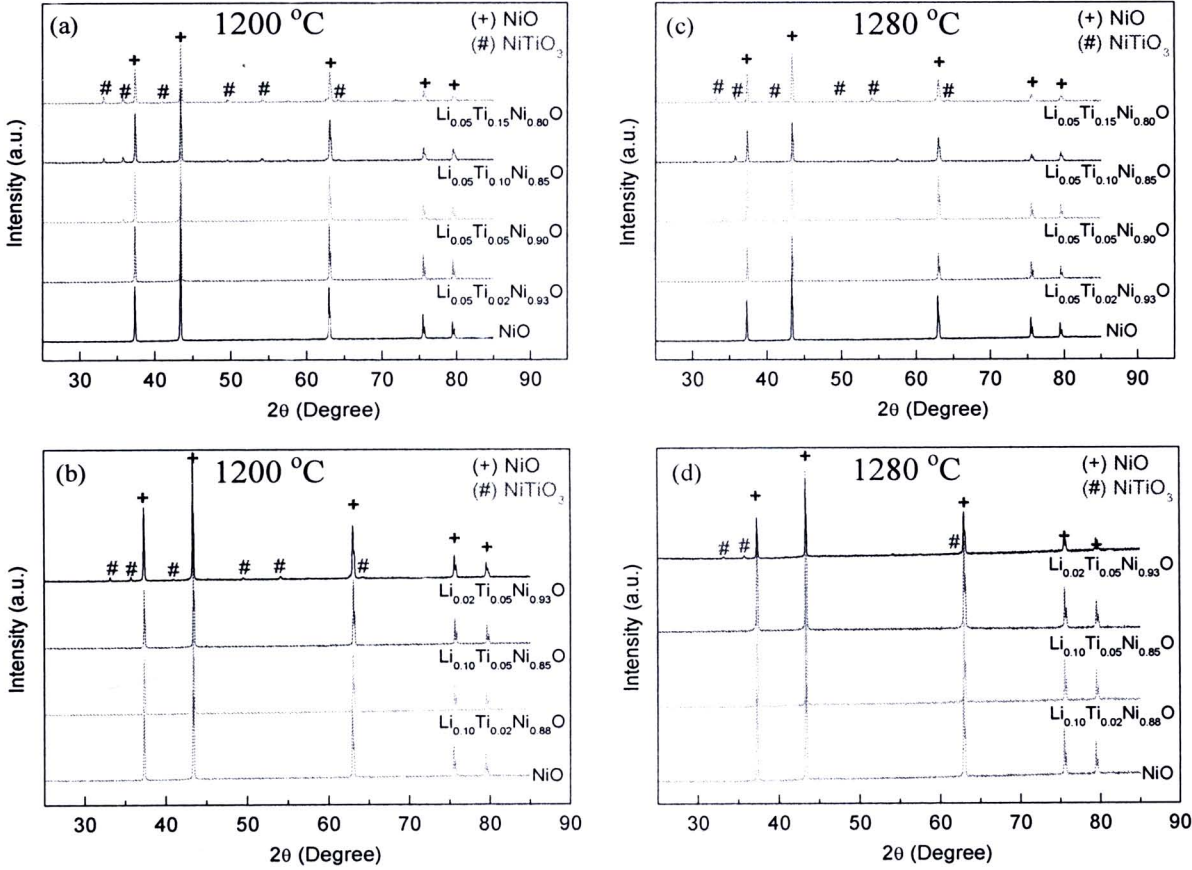 (a) 1200 °C (+) NiO
(#) NiTiO₃
+ + + + +
# # # # # #
Li₀.₀₅Ti₀.₁₅Ni₀.₈₀O
Li₀.₀₅Ti₀.₁₀Ni₀.₈₅O
Li₀.₀₅Ti₀.₀₅Ni₀.₉₀O
Li₀.₀₅Ti₀.₀₂Ni₀.₉₃O
NiO
Intensity (a.u.)
30 40 50 60 70 80 90
2θ (Degree)
(c) 1280 °C (+) NiO
(#) NiTiO₃
+ + + + +
# # # # # #
Li₀.₀₅Ti₀.₁₅Ni₀.₈₀O
Li₀.₀₅Ti₀.₁₀Ni₀.₈₅O
Li₀.₀₅Ti₀.₀₅Ni₀.₉₀O
Li₀.₀₅Ti₀.₀₂Ni₀.₉₃O
NiO
Intensity (a.u.)
30 40 50 60 70 80 90
2θ (Degree)
(b) 1200 °C (+) NiO
(#) NiTiO₃
+ + + + +
# # # # # #
Li₀.₀₂Ti₀.₀₅Ni₀.₉₃O
Li₀.₁₀Ti₀.₀₅Ni₀.₈₅O
Li₀.₁₀Ti₀.₀₂Ni₀.₈₈O
NiO
Intensity (a.u.)
30 40 50 60 70 80 90
2θ (Degree)
(d) 1280 °C (+) NiO
(#) NiTiO₃
+ + + + +
# # #
Li₀.₀₂Ti₀.₀₅Ni₀.₉₃O
Li₀.₁₀Ti₀.₀₅Ni₀.₈₅O
Li₀.₁₀Ti₀.₀₂Ni₀.₈₈O
NiO
Intensity (a.u.)
30 40 50 60 70 80 90
2θ (Degree)